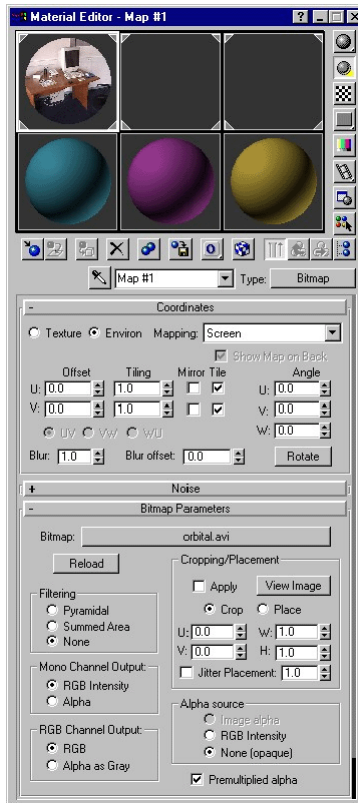 Material Editor - Map #1
Map #1 Type: Bitmap
- Coordinates
Texture Environ Mapping: Screen
Show Map on Back
Offset Tiling Mirror Tile Angle
U: 0.0 1.0 U: 0.0
V: 0.0 1.0 V: 0.0
UV VW WU W: 0.0
Blur: 1.0 Blur offset: 0.0 Rotate
+ Noise
- Bitmap Parameters
Bitmap: orbital.avi
Reload
Cropping/Placement
Apply View Image
Crop Place
U: 0.0 W: 1.0
V: 0.0 H: 1.0
Jitter Placement: 1.0
Filtering
Pyramidal
Summed Area
None
Mono Channel Output:
RGB Intensity
Alpha
RGB Channel Output:
RGB
Alpha as Gray
Alpha source
Image alpha
RGB Intensity
None (opaque)
Premultiplied alpha